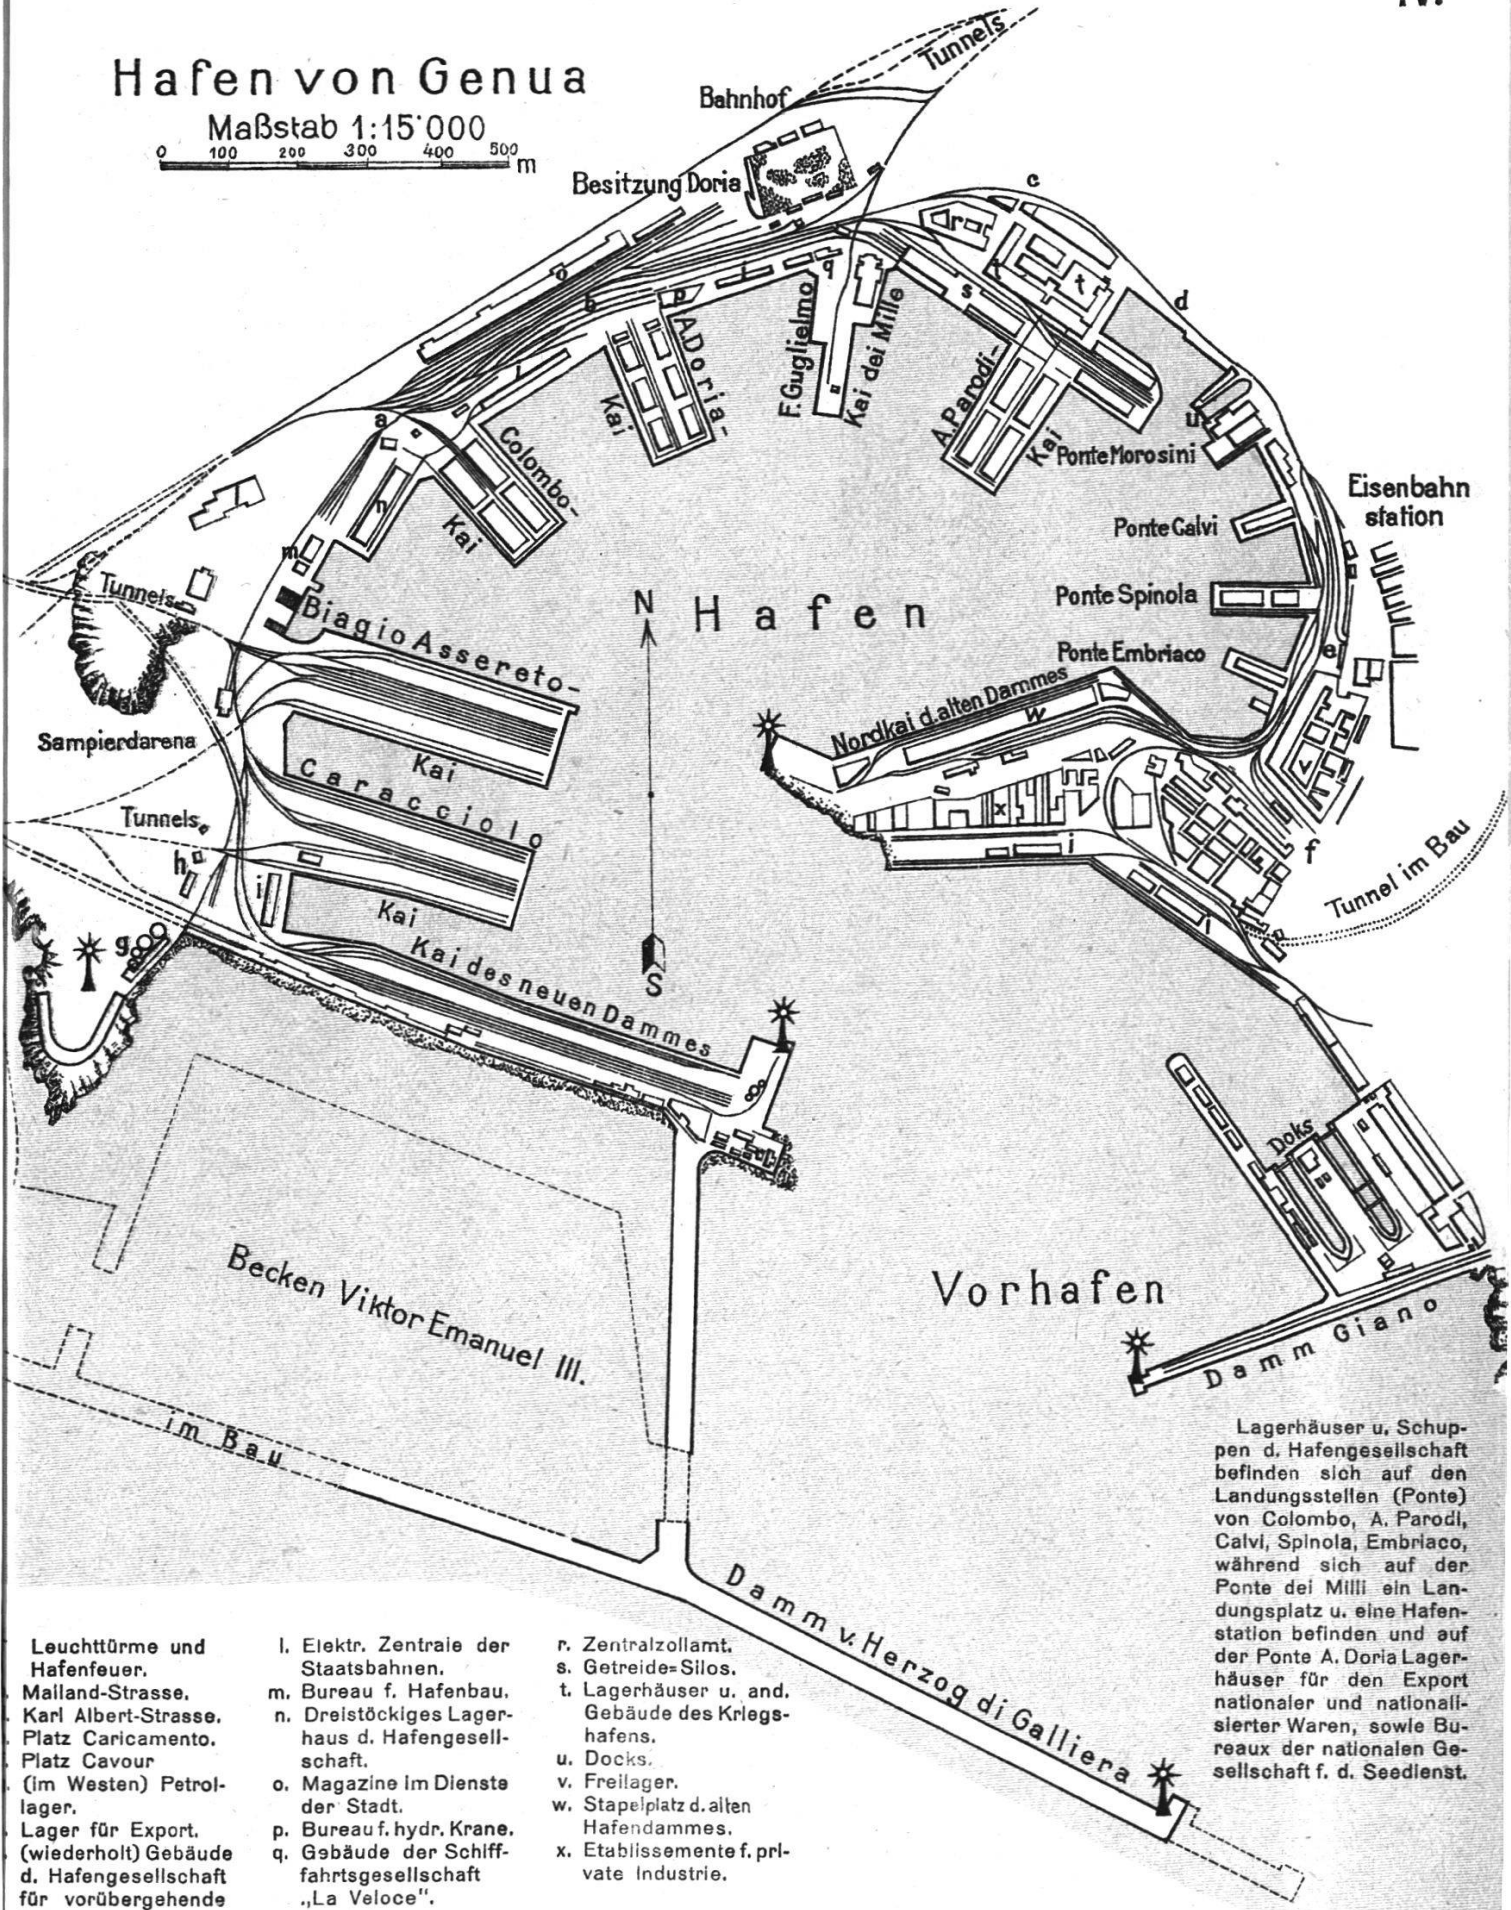 IV.
Hafen von Genua
Maßstab 1:15'000
0 100 200 300 400 500 m
Tunnels
Bahnhof
Besitzung Doria
c
r
o
b
p
j
q
s
t
t
d
A. Doria-
Kai
F. Guglielmo
Kai dei Mille
A. Parodi-
Kai
u
Ponte Morosini
a
j
l
n
m
Colombo-
Kai
Eisenbahn
station
Ponte Calvi
Ponte Spinola
Ponte Embriaco
e
Tunnels
Biagio Assereto-
Kai
N
Hafen
S
Sampierdarena
Caracciolo
Kai
Nordkai d. alten Dammes
w
x
i
v
f
i
Tunnels
h
i
g
Tunnel im Bau
Kai des neuen Dammes
Doks
Becken Viktor Emanuel III.
im Bau
Vorhafen
Damm Giano
Damm v. Herzog di Galliera
Lagerhäuser u. Schup-
pen d. Hafengesellschaft
befinden sich auf den
Landungsstellen (Ponte)
von Colombo, A. Parodi,
Calvi, Spinola, Embriaco,
während sich auf der
Ponte dei Milli ein Lan-
dungsplatz u. eine Hafen-
station befinden und auf
der Ponte A. Doria Lager-
häuser für den Export
nationaler und nationali-
sierter Waren, sowie Bu-
reaux der nationalen Ge-
sellschaft f. d. Seedienst.
Leuchttürme und
Hafenfeuer.
Mailand-Strasse.
Karl Albert-Strasse.
Platz Caricamento.
Platz Cavour
(im Westen) Petrol-
lager.
Lager für Export.
(wiederholt) Gebäude
d. Hafengesellschaft
für vorübergehende
l. Elektr. Zentrale der
Staatsbahnen.
m. Bureau f. Hafenbau.
n. Dreistöckiges Lager-
haus d. Hafengesell-
schaft.
o. Magazine im Dienste
der Stadt.
p. Bureau f. hydr. Krane.
q. Gebäude der Schiff-
fahrtsgesellschaft
„La Veloce".
r. Zentralzollamt.
s. Getreide=Silos.
t. Lagerhäuser u. and.
Gebäude des Kriegs-
hafens.
u. Docks.
v. Freilager.
w. Stapelplatz d. alten
Hafendammes.
x. Etablissemente f. pri-
vate Industrie.